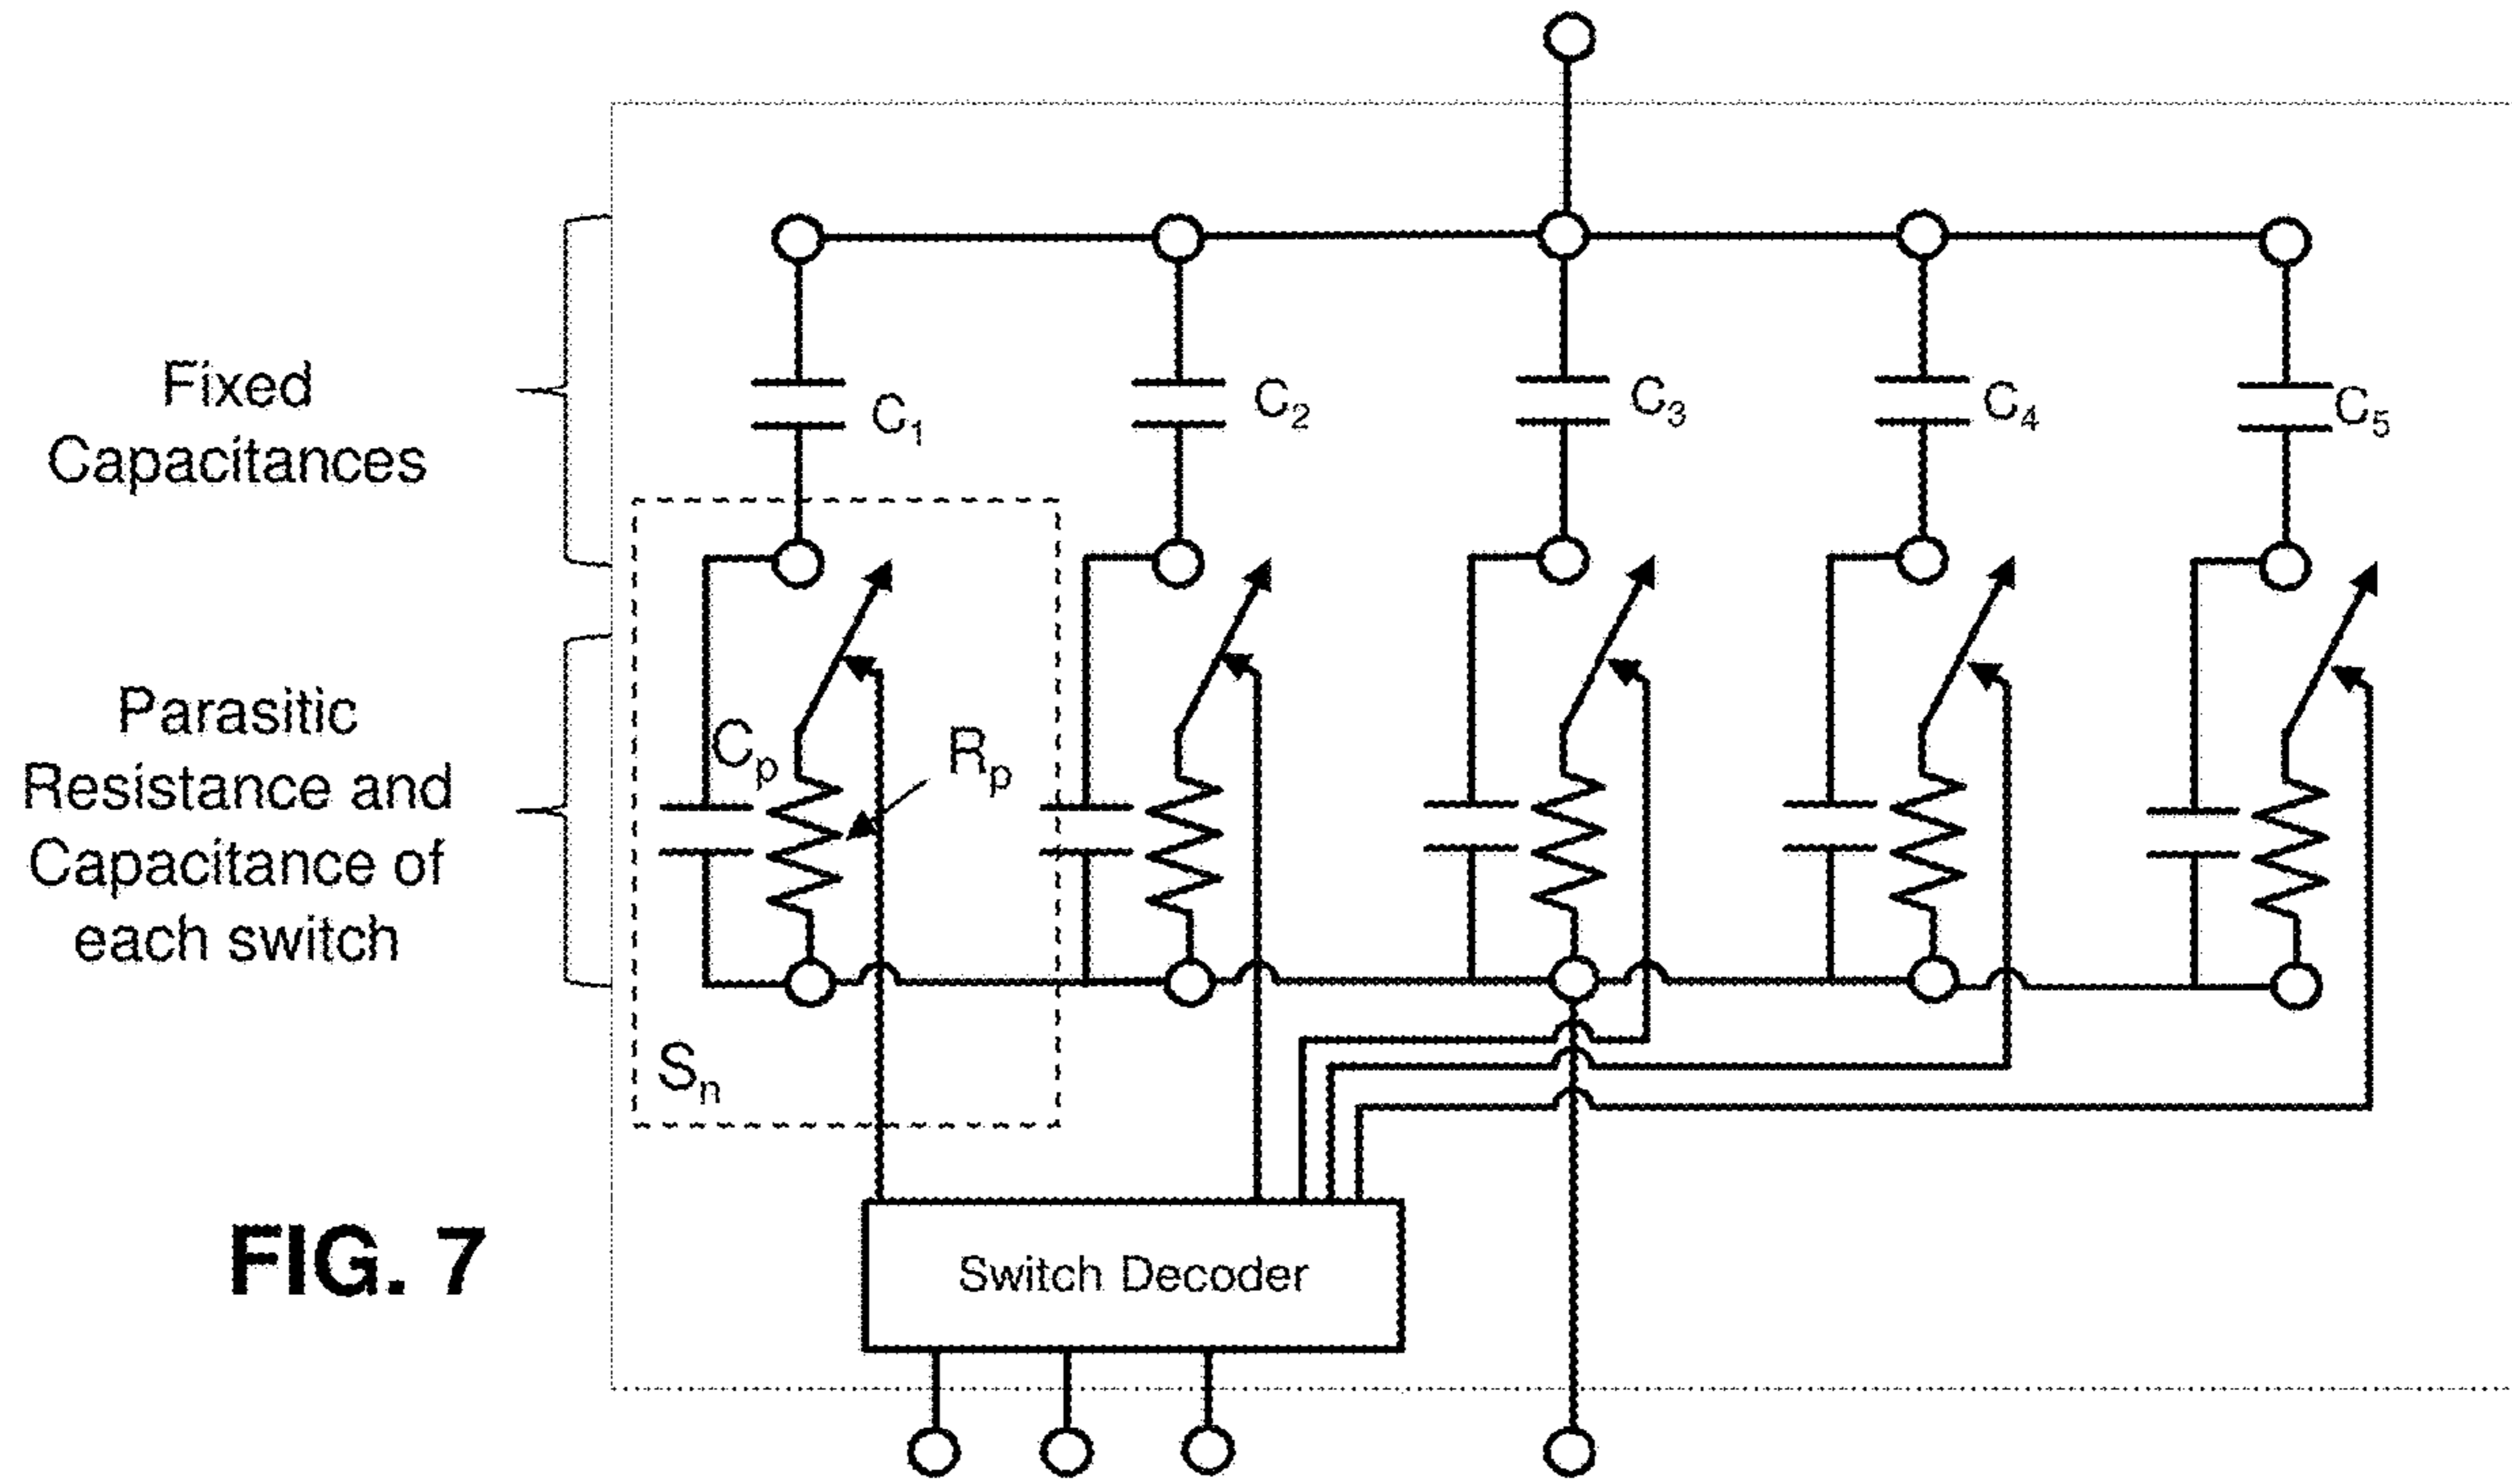 Fixed
Capacitances
C1
C2
C3
C4
C5
Parasitic
Resistance and
Capacitance of
each switch
Cp
Rp
Sn
Switch Decoder
FIG. 7